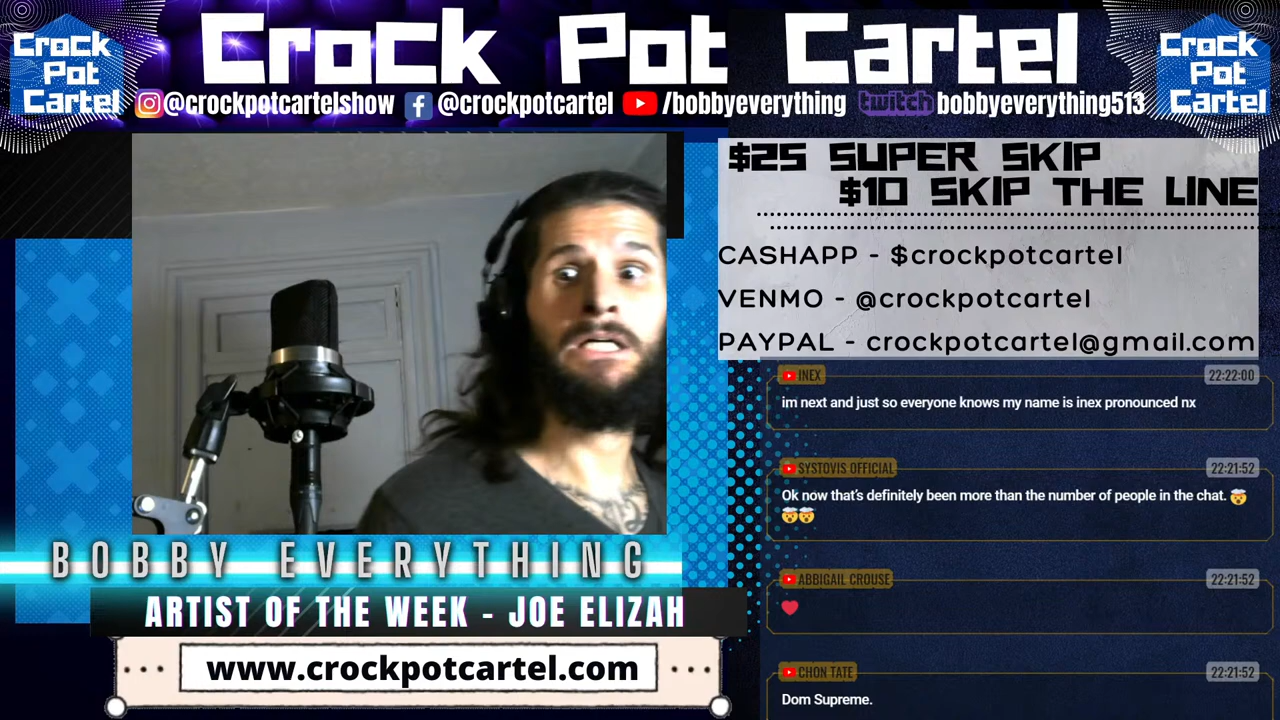 Crock Pot Cartel
Crock
Pot
Cartel
Crock
Pot
Cartel
@crockpotcartelshow @crockpotcartel /bobbyeverything twitch bobbyeverything513
$25 SUPER SKIP
$10 SKIP THE LINE
CASHAPP - $crockpotcartel
VENMO - @crockpotcartel
PAYPAL - crockpotcartel@gmail.com
INEX 22:22:00
im next and just so everyone knows my name is inex pronounced nx
SYSTOVIS OFFICIAL 22:21:52
Ok now that's definitely been more than the number of people in the chat. 🤯
🤯🤯
ABBIGAIL CROUSE 22:21:52
❤️
CHON TATE 22:21:52
Dom Supreme.
BOBBY EVERYTHING
ARTIST OF THE WEEK - JOE ELIZAH
www.crockpotcartel.com